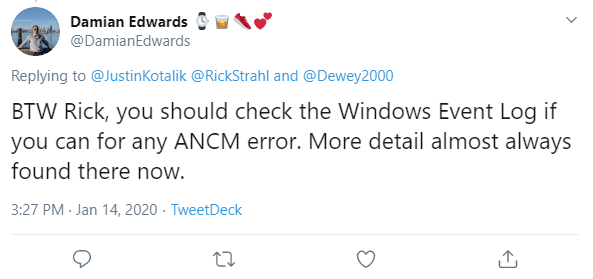 Damian Edwards ⌚🥃👟💕
@DamianEdwards
Replying to @JustinKotalik @RickStrahl and @Dewey2000
BTW Rick, you should check the Windows Event Log if
you can for any ANCM error. More detail almost always
found there now.
3:27 PM · Jan 14, 2020 · TweetDeck